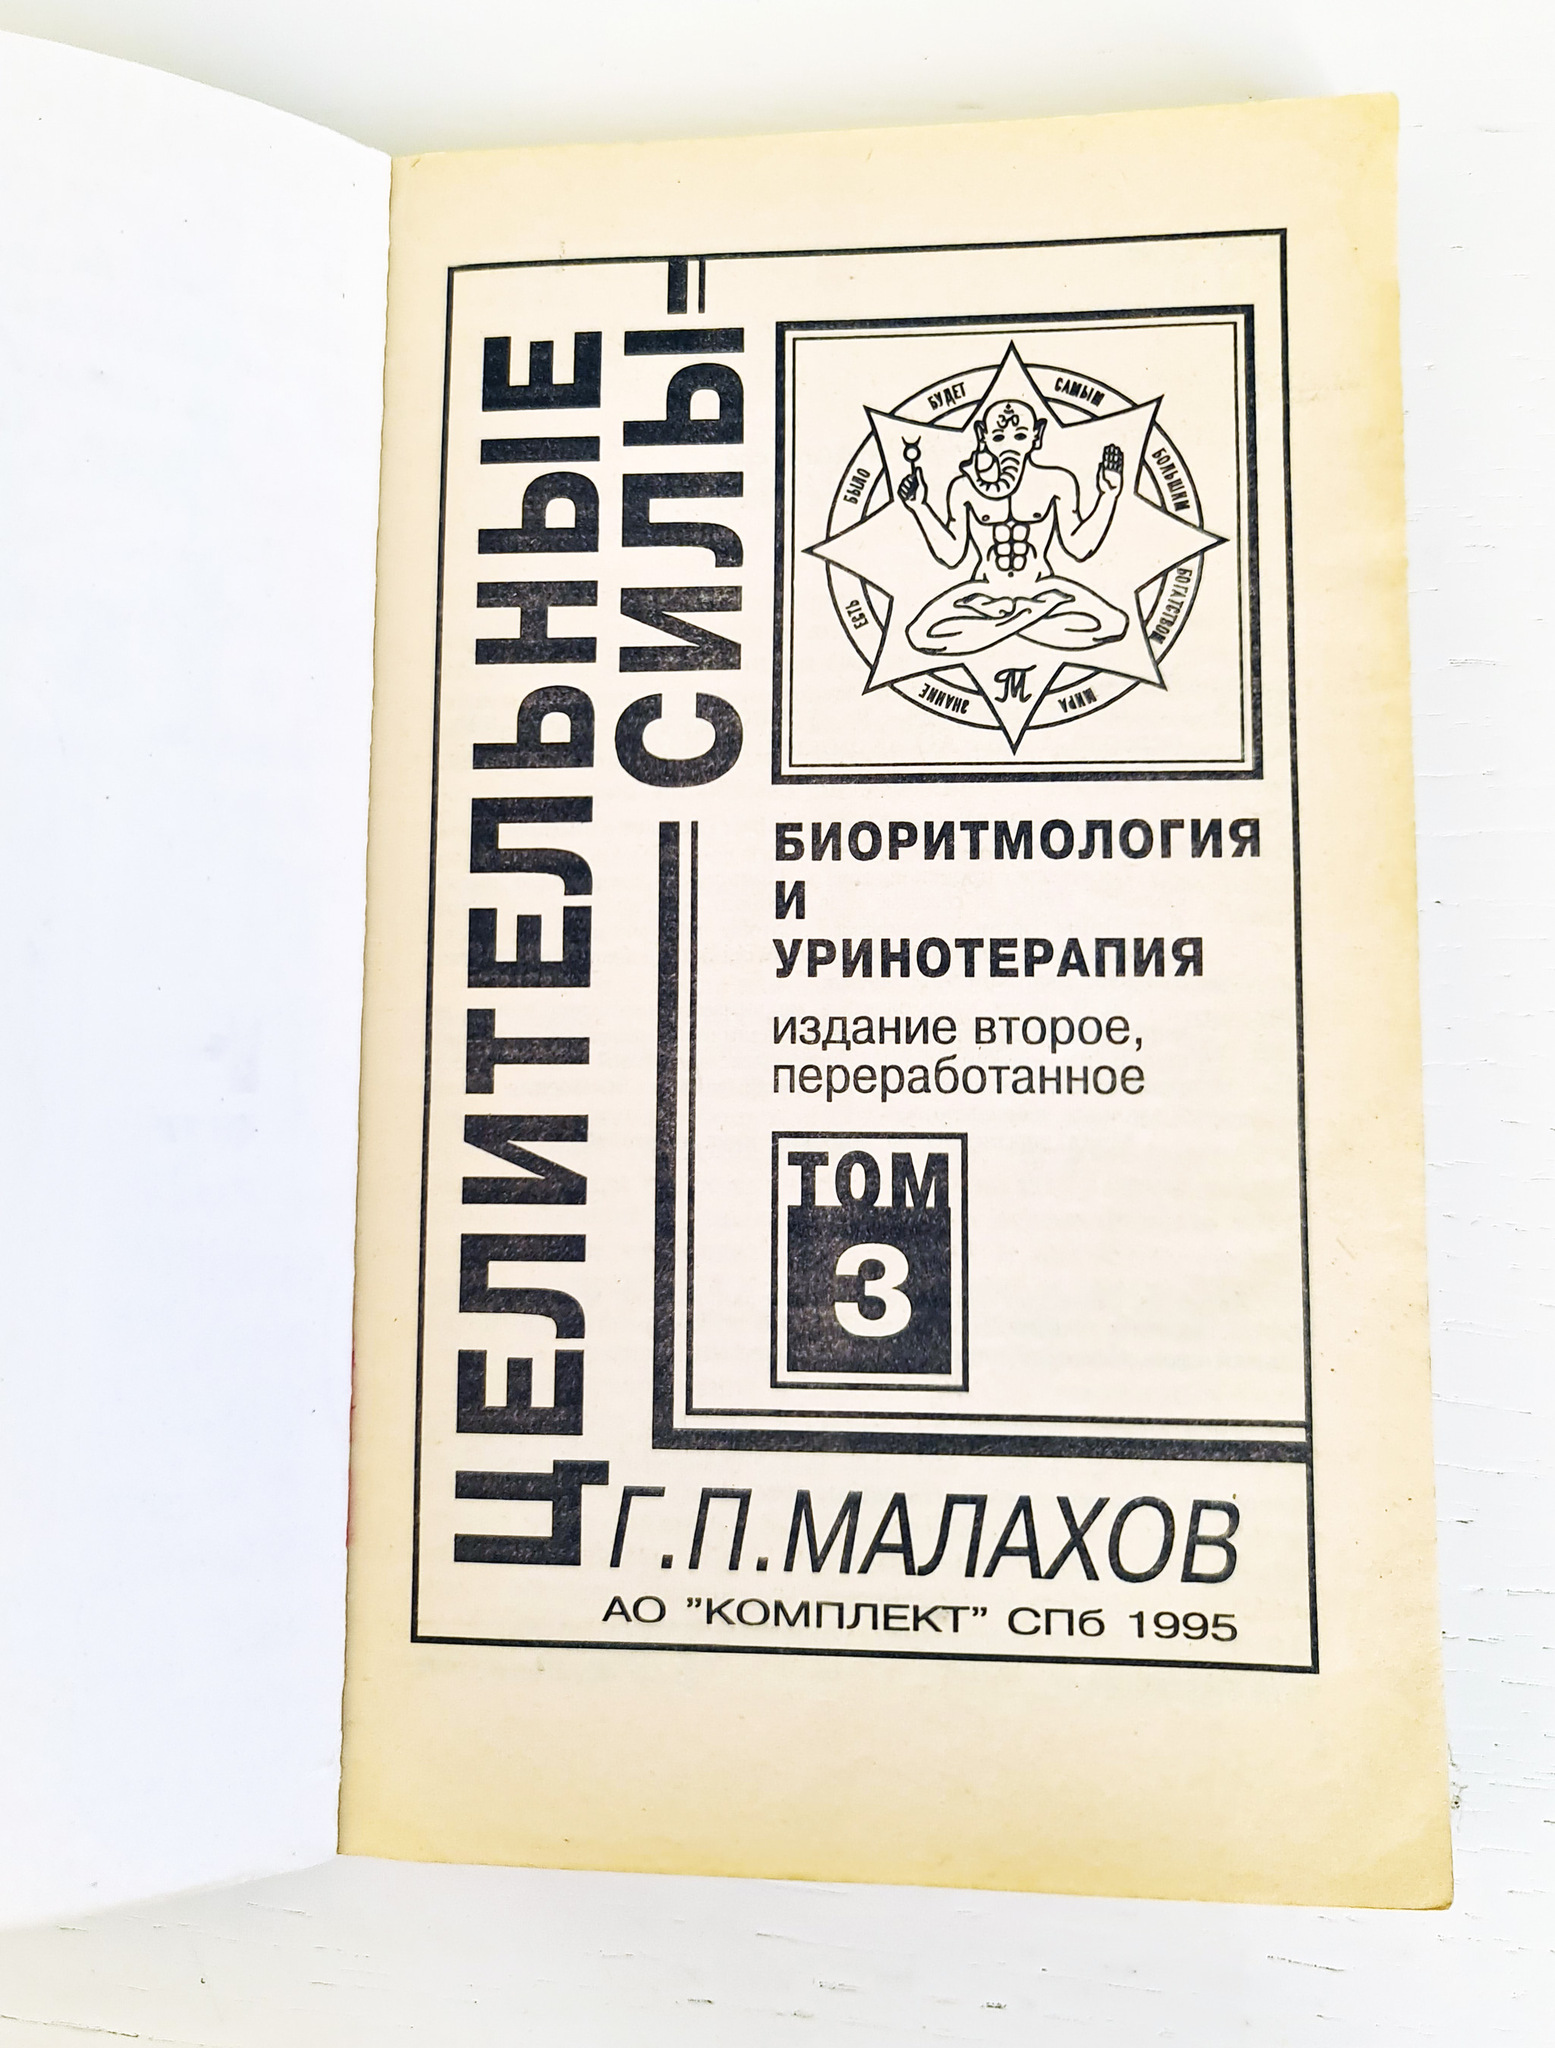 ЦЕЛИТЕЛЬНЫЕ
СИЛЫ
ЗНАНИЕ
ЕСТЬ
БЫЛО
БУДЕТ
САМЫМ
БОЛЬШИМ
БОГАТСТВОМ
МИРА
БИОРИТМОЛОГИЯ
И
УРИНОТЕРАПИЯ
издание второе,
переработанное
ТОМ
3
Г.П.МАЛАХОВ
АО "КОМПЛЕКТ" СПб 1995